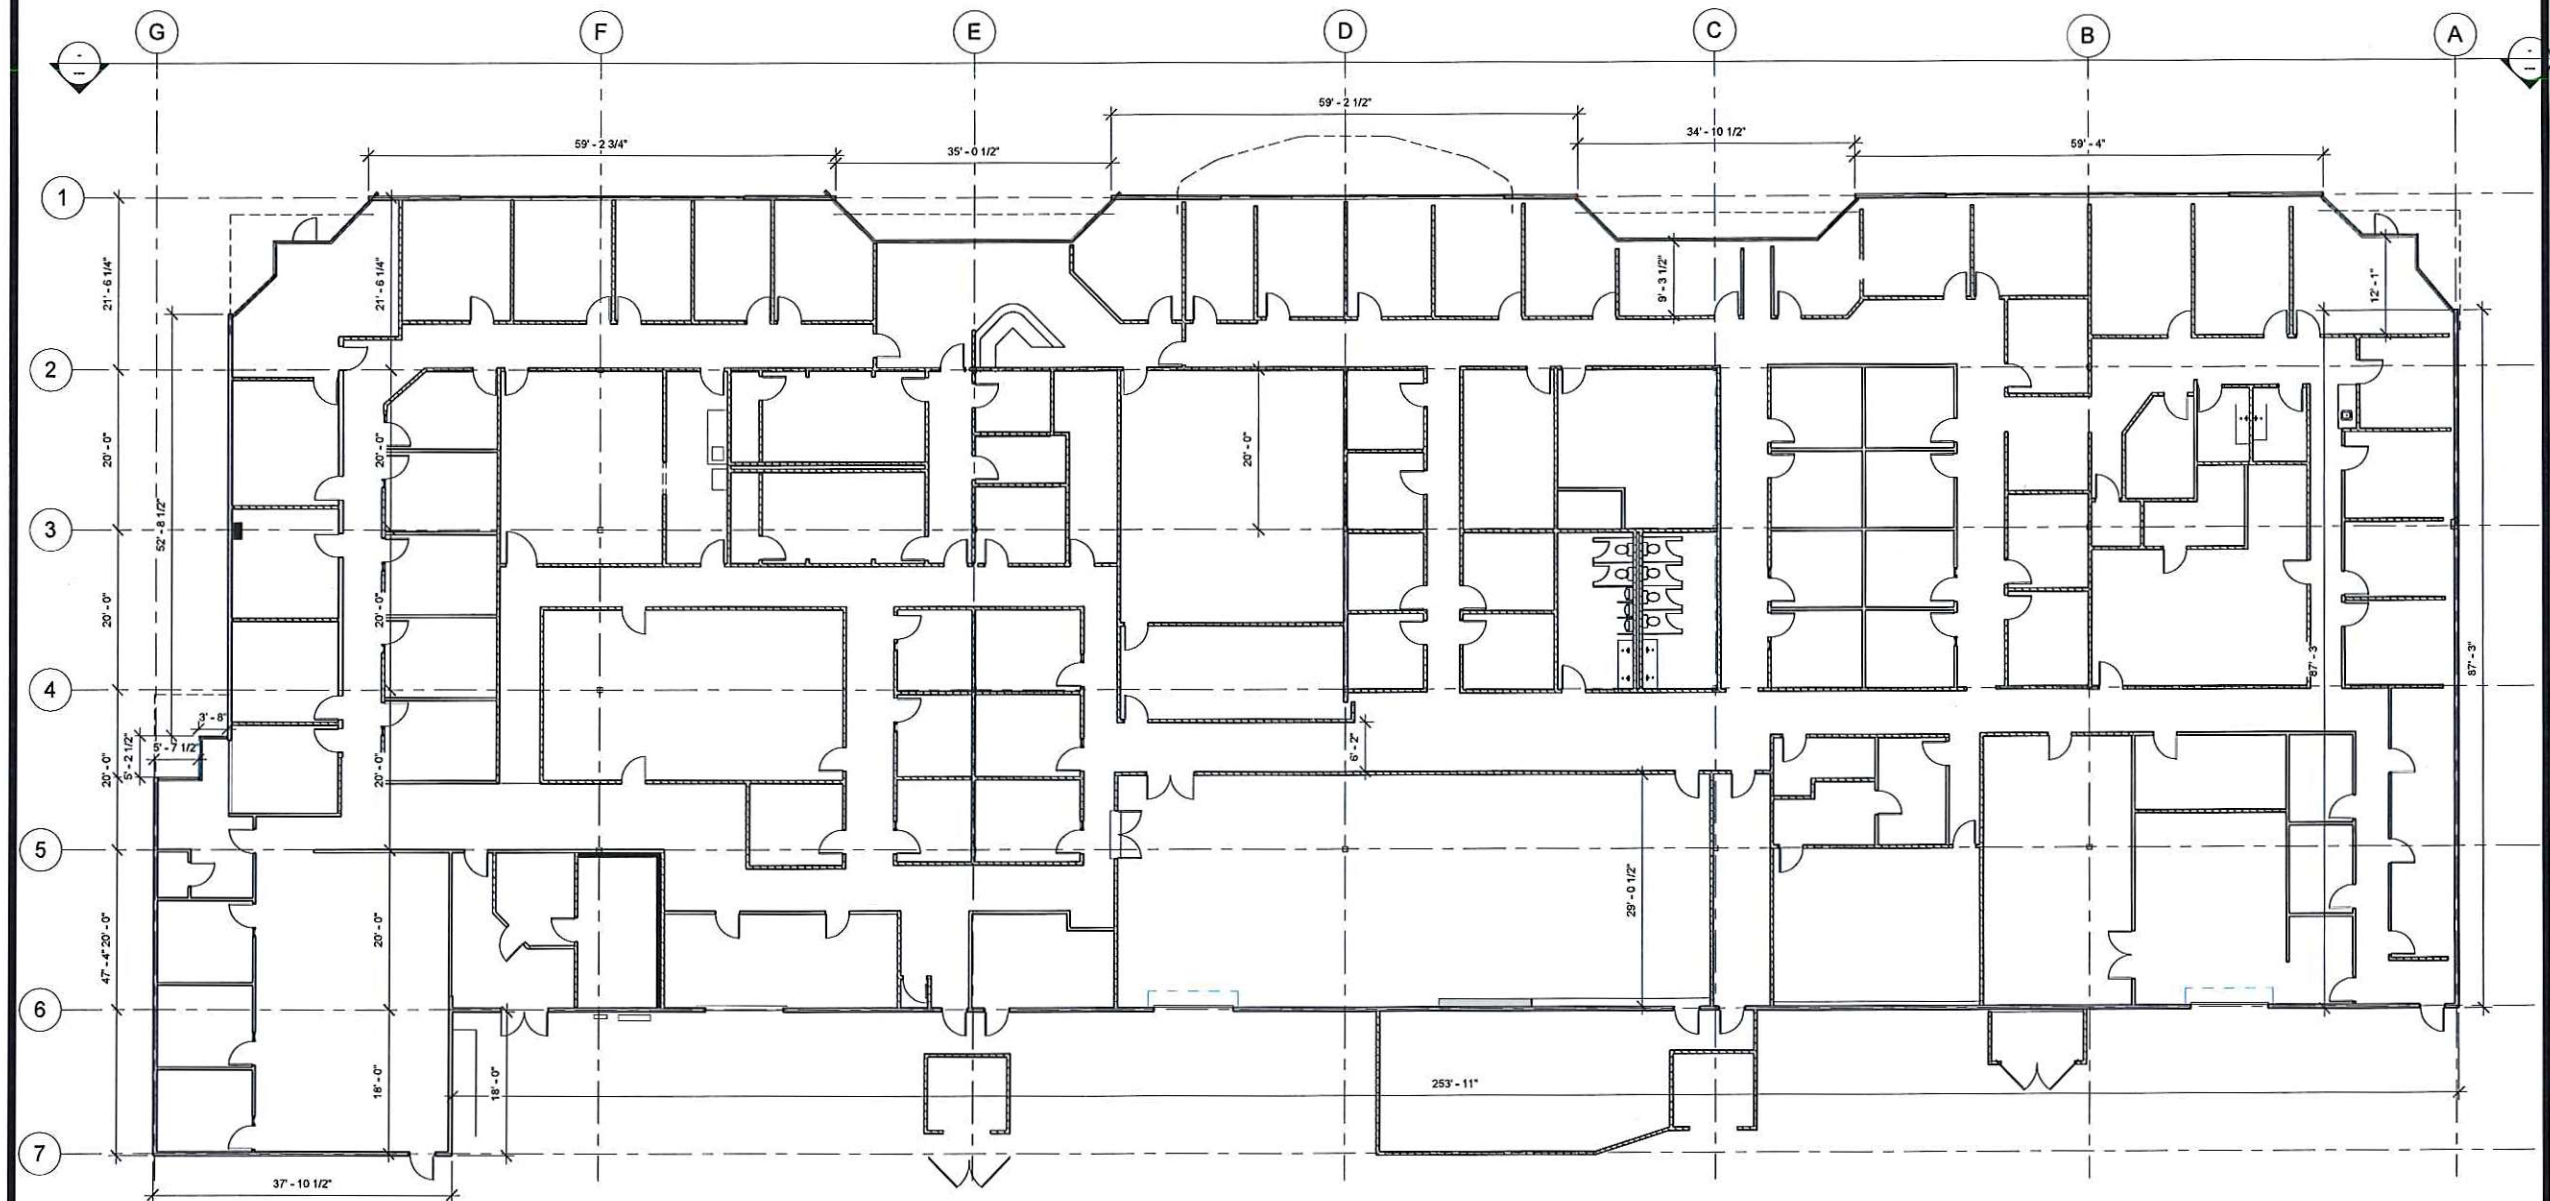 G F E D C B A
-
---
-
---
59' - 2 1/2"
34' - 10 1/2"
59' - 2 3/4"
35' - 0 1/2"
59' - 4"
1
21' - 6 1/4"
21' - 6 1/4"
9' - 3 1/2"
12' - 1"
2
20' - 0"
20' - 0"
20' - 0"
52' - 8 1/2"
3
20' - 0"
20' - 0"
87' - 3"
87' - 3"
4
3' - 8"
5' - 7 1/2"
5' - 2 1/2"
20' - 0"
20' - 0"
6' - 2"
5
29' - 0 1/2"
47' - 4"
20' - 0"
20' - 0"
6
18' - 0"
18' - 0"
253' - 11"
7
37' - 10 1/2"